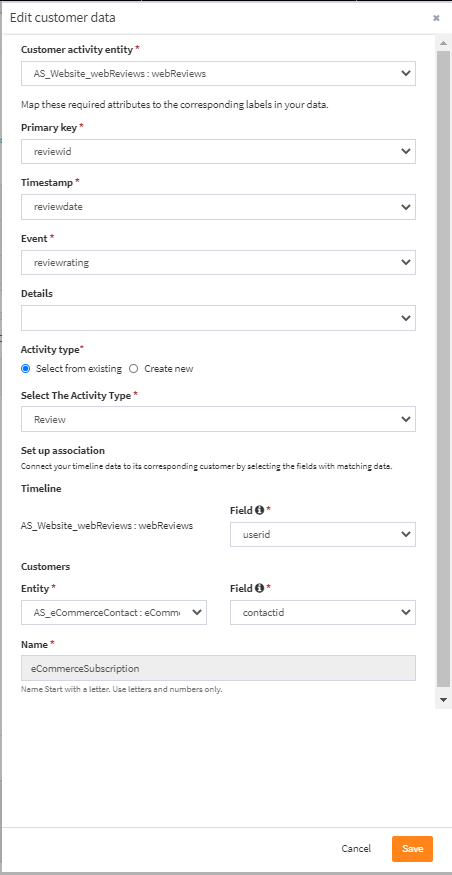 Edit customer data ×
Customer activity entity *
AS_Website_webReviews : webReviews
Map these required attributes to the corresponding labels in your data.
Primary key *
reviewid
Timestamp *
reviewdate
Event *
reviewrating
Details
Activity type*
Select from existing Create new
Select The Activity Type *
Review
Set up association
Connect your timeline data to its corresponding customer by selecting the fields with matching data.
Timeline
Field *
AS_Website_webReviews : webReviews
userid
Customers
Entity * Field *
AS_eCommerceContact : eComm contactid
Name *
eCommerceSubscription
Name Start with a letter. Use letters and numbers only.
Cancel Save